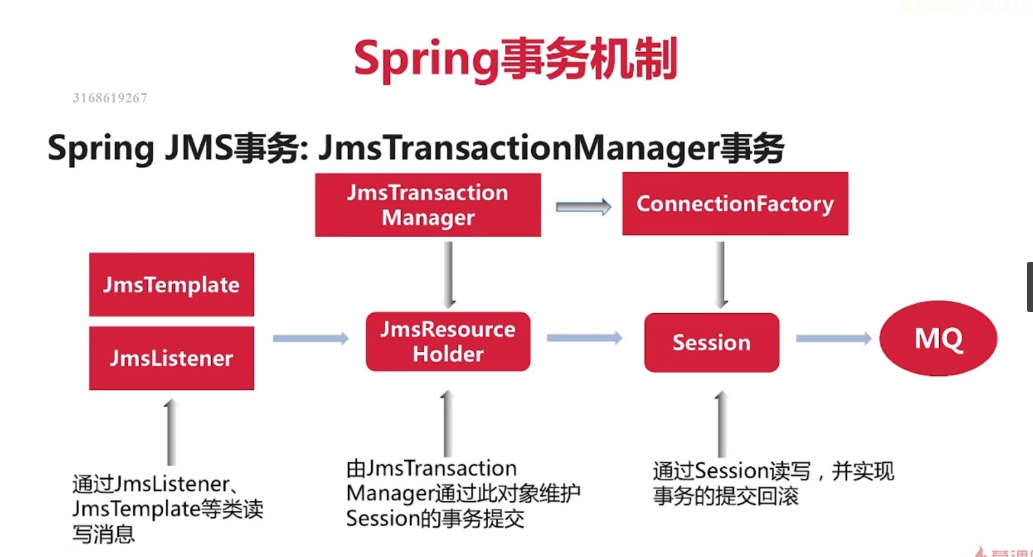 Spring事务机制
3168619267
Spring JMS事务: JmsTransactionManager事务
JmsTransaction
Manager
ConnectionFactory
JmsTemplate
JmsListener
JmsResource
Holder
Session
MQ
通过JmsListener、
JmsTemplate等类读
写消息
由JmsTransaction
Manager通过此对象维护
Session的事务提交
通过Session读写，并实现
事务的提交回滚